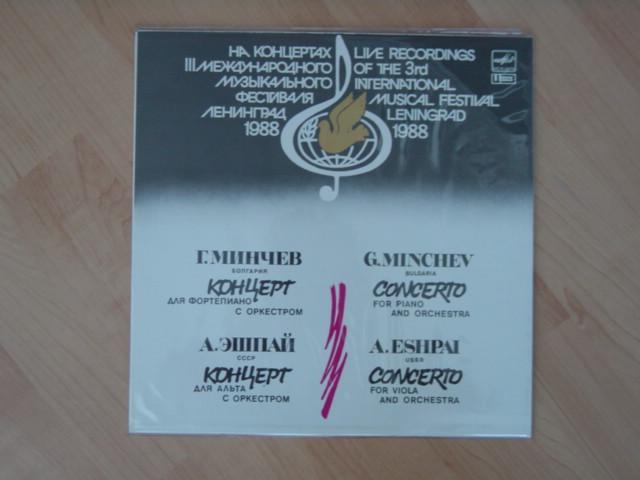 НА КОНЦЕРТАХ
III МЕЖДУНАРОДНОГО
МУЗЫКАЛЬНОГО
ФЕСТИВАЛЯ
ЛЕНИНГРАД
1988
LIVE RECORDINGS
OF THE 3rd
INTERNATIONAL
MUSICAL FESTIVAL
LENINGRAD
1988
Г. МИНЧЕВ
БОЛГАРИЯ
КОНЦЕРТ
ДЛЯ ФОРТЕПИАНО
С ОРКЕСТРОМ
А. ЭШПАЙ
СССР
КОНЦЕРТ
ДЛЯ АЛЬТА
С ОРКЕСТРОМ
G. MINCHEV
BULGARIA
CONCERTO
FOR PIANO
AND ORCHESTRA
A. ESHPAI
USSR
CONCERTO
FOR VIOLA
AND ORCHESTRA